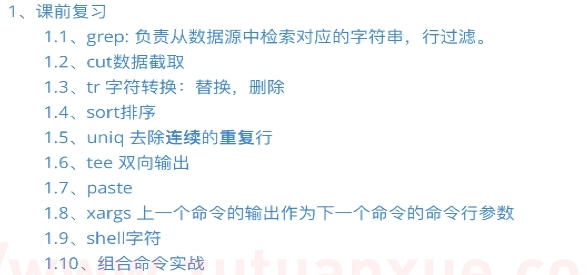 1、课前复习
1.1、grep: 负责从数据源中检索对应的字符串，行过滤。
1.2、cut数据截取
1.3、tr 字符转换：替换，删除
1.4、sort排序
1.5、uniq 去除连续的重复行
1.6、tee 双向输出
1.7、paste
1.8、xargs 上一个命令的输出作为下一个命令的命令行参数
1.9、shell字符
1.10、组合命令实战